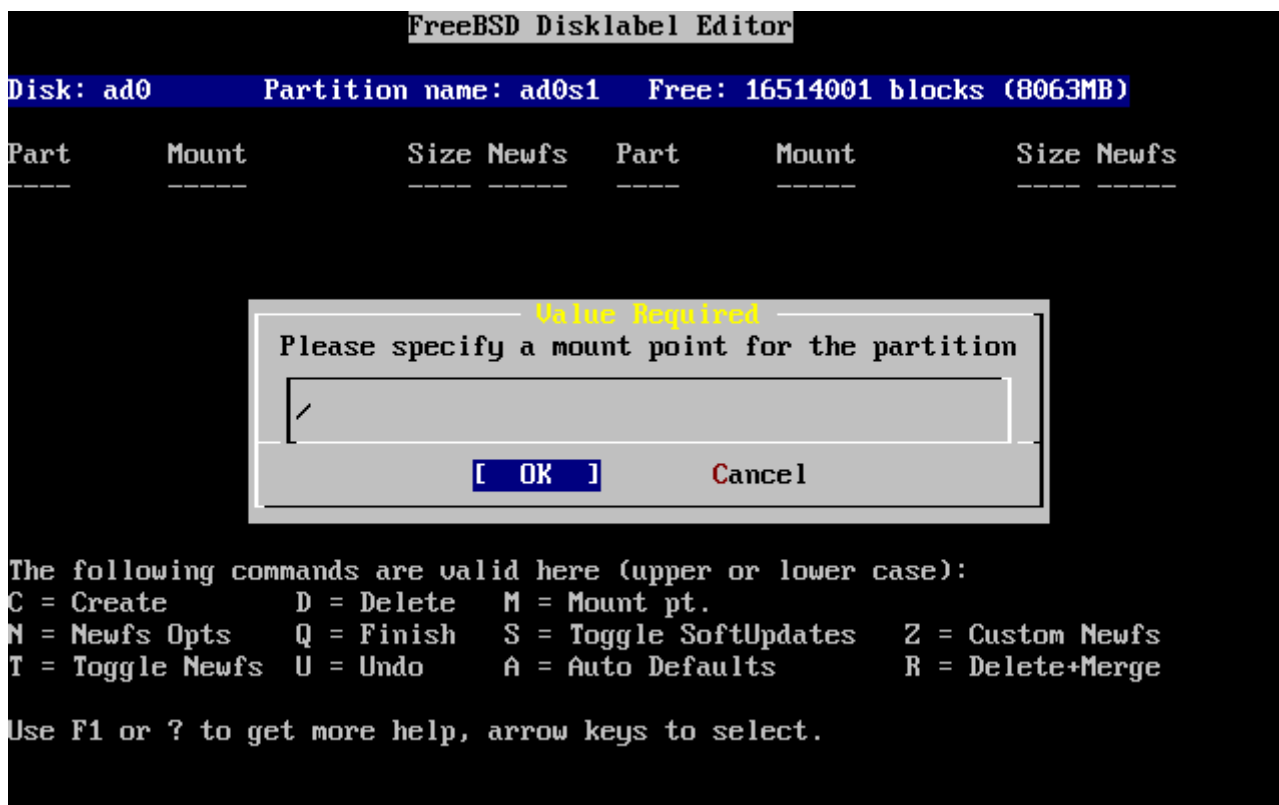 FreeBSD Disklabel Editor
Disk: ad0 Partition name: ad0s1 Free: 16514001 blocks (8063MB)
Part Mount Size Newfs Part Mount Size Newfs
---- ----- ---- ----- ---- ----- ---- -----
Value Required
Please specify a mount point for the partition
/
[ OK ] Cancel
The following commands are valid here (upper or lower case):
C = Create D = Delete M = Mount pt.
N = Newfs Opts Q = Finish S = Toggle SoftUpdates Z = Custom Newfs
T = Toggle Newfs U = Undo A = Auto Defaults R = Delete+Merge
Use F1 or ? to get more help, arrow keys to select.